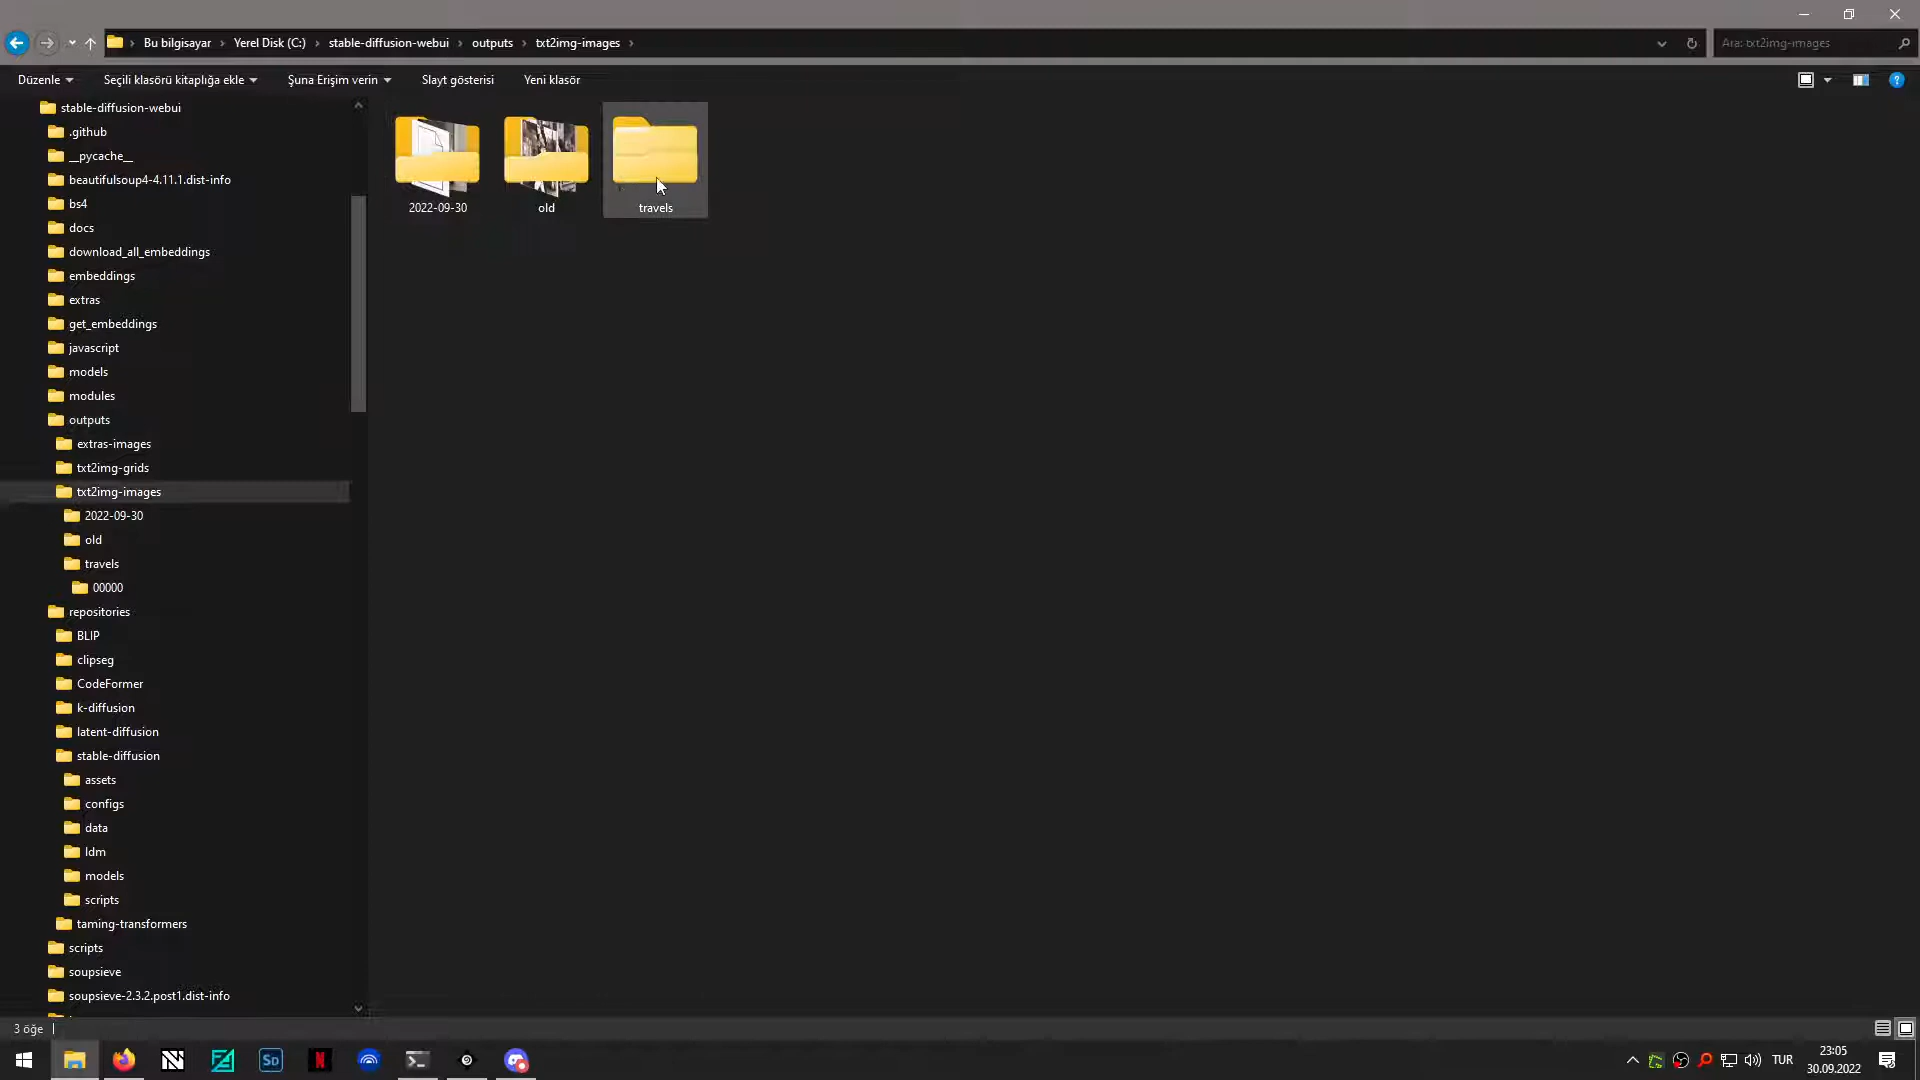 Bu bilgisayar
Yerel Disk (C:)
stable-diffusion-webui
outputs
txt2img-images
Ara: txt2img-images
Düzenle
Seçili klasörü kitaplığa ekle
Şuna Erişim verin
Slayt gösterisi
Yeni klasör
stable-diffusion-webui
.github
__pycache__
beautifulsoup4-4.11.1.dist-info
bs4
docs
download_all_embeddings
embeddings
extras
get_embeddings
javascript
models
modules
outputs
extras-images
txt2img-grids
txt2img-images
2022-09-30
old
travels
00000
repositories
BLIP
clipseg
CodeFormer
k-diffusion
latent-diffusion
stable-diffusion
assets
configs
data
ldm
models
scripts
taming-transformers
scripts
soupsieve
soupsieve-2.3.2.post1.dist-info
2022-09-30
old
travels
3 öğe
Sd
TUR
23:05
30.09.2022